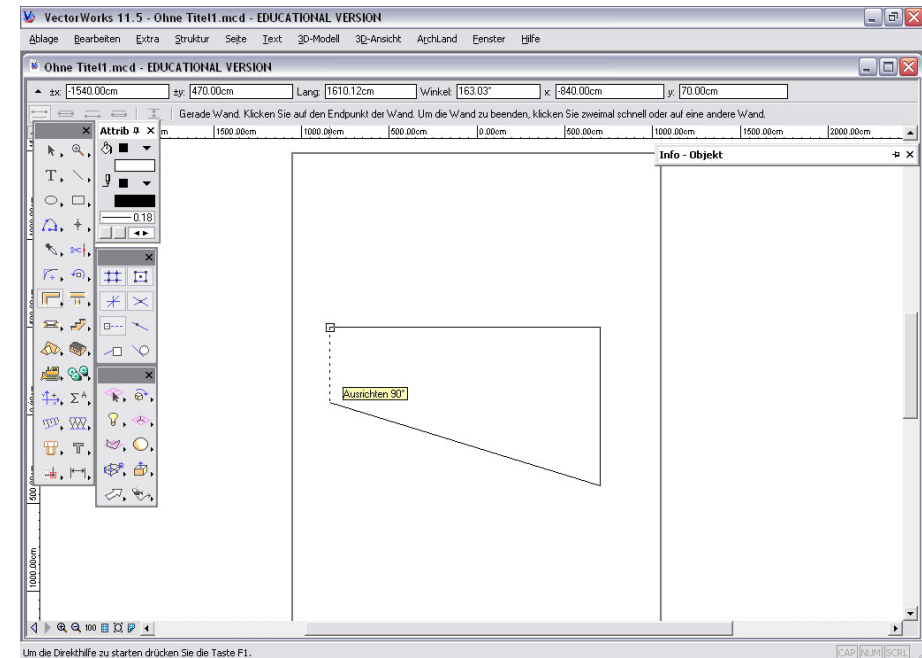 VectorWorks 11.5 - Ohne Titel1.mcd - EDUCATIONAL VERSION
Ablage Bearbeiten Extra Struktur Seite Text 3D-Modell 3D-Ansicht ArchLand Fenster Hilfe
Ohne Titel1.mcd - EDUCATIONAL VERSION
±x: -1540.00cm ±y: 470.00cm Lang: 1610.12cm Winkel: 163.03° x: -840.00cm y: 70.00cm
Gerade Wand. Klicken Sie auf den Endpunkt der Wand. Um die Wand zu beenden, klicken Sie zweimal schnell oder auf eine andere Wand.
Attrib
1500.00cm 1000.00cm 500.00cm 0.00cm 500.00cm 1000.00cm 1500.00cm 2000.00cm
Info - Objekt
0.18
Ausrichten 90°
1000.00cm
100
Um die Direkthilfe zu starten drücken Sie die Taste F1.
CAP NUM SCRL